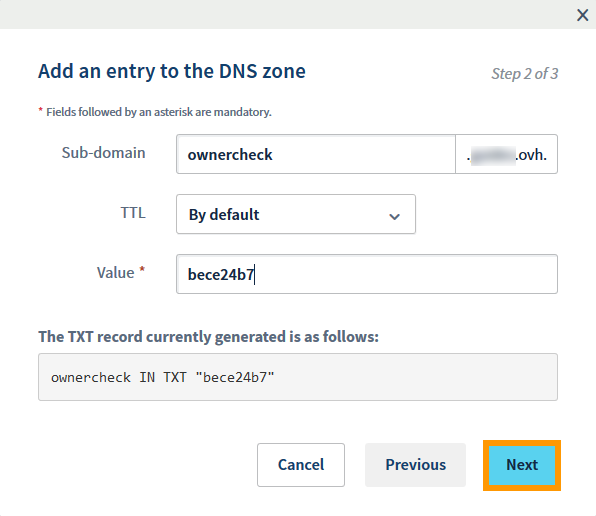 Add an entry to the DNS zone
Step 2 of 3
* Fields followed by an asterisk are mandatory.
Sub-domain ownercheck . .ovh.
TTL By default
Value * bece24b7
The TXT record currently generated is as follows:
ownercheck IN TXT "bece24b7"
Cancel Previous Next